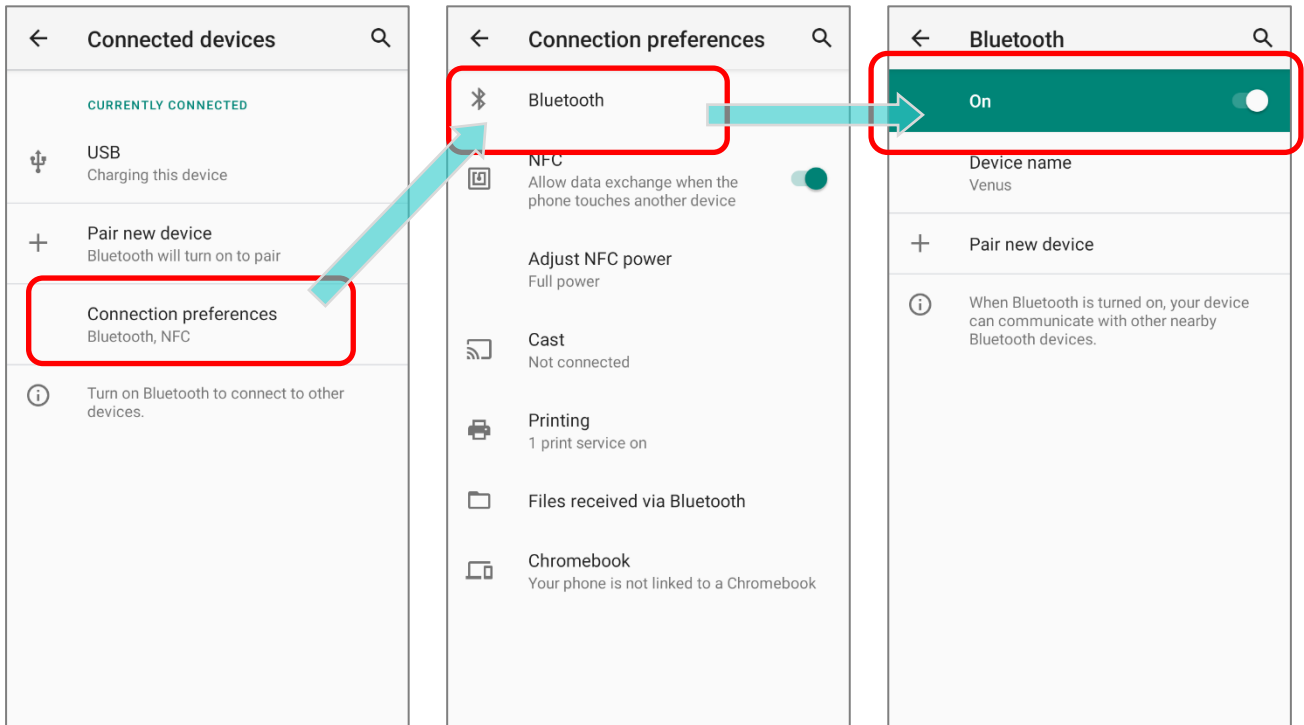 Connected devices
CURRENTLY CONNECTED
USB
Charging this device
Pair new device
Bluetooth will turn on to pair
Connection preferences
Bluetooth, NFC
Turn on Bluetooth to connect to other
devices.
Connection preferences
Bluetooth
NFC
Allow data exchange when the
phone touches another device
Adjust NFC power
Full power
Cast
Not connected
Printing
1 print service on
Files received via Bluetooth
Chromebook
Your phone is not linked to a Chromebook
Bluetooth
On
Device name
Venus
Pair new device
When Bluetooth is turned on, your device
can communicate with other nearby
Bluetooth devices.